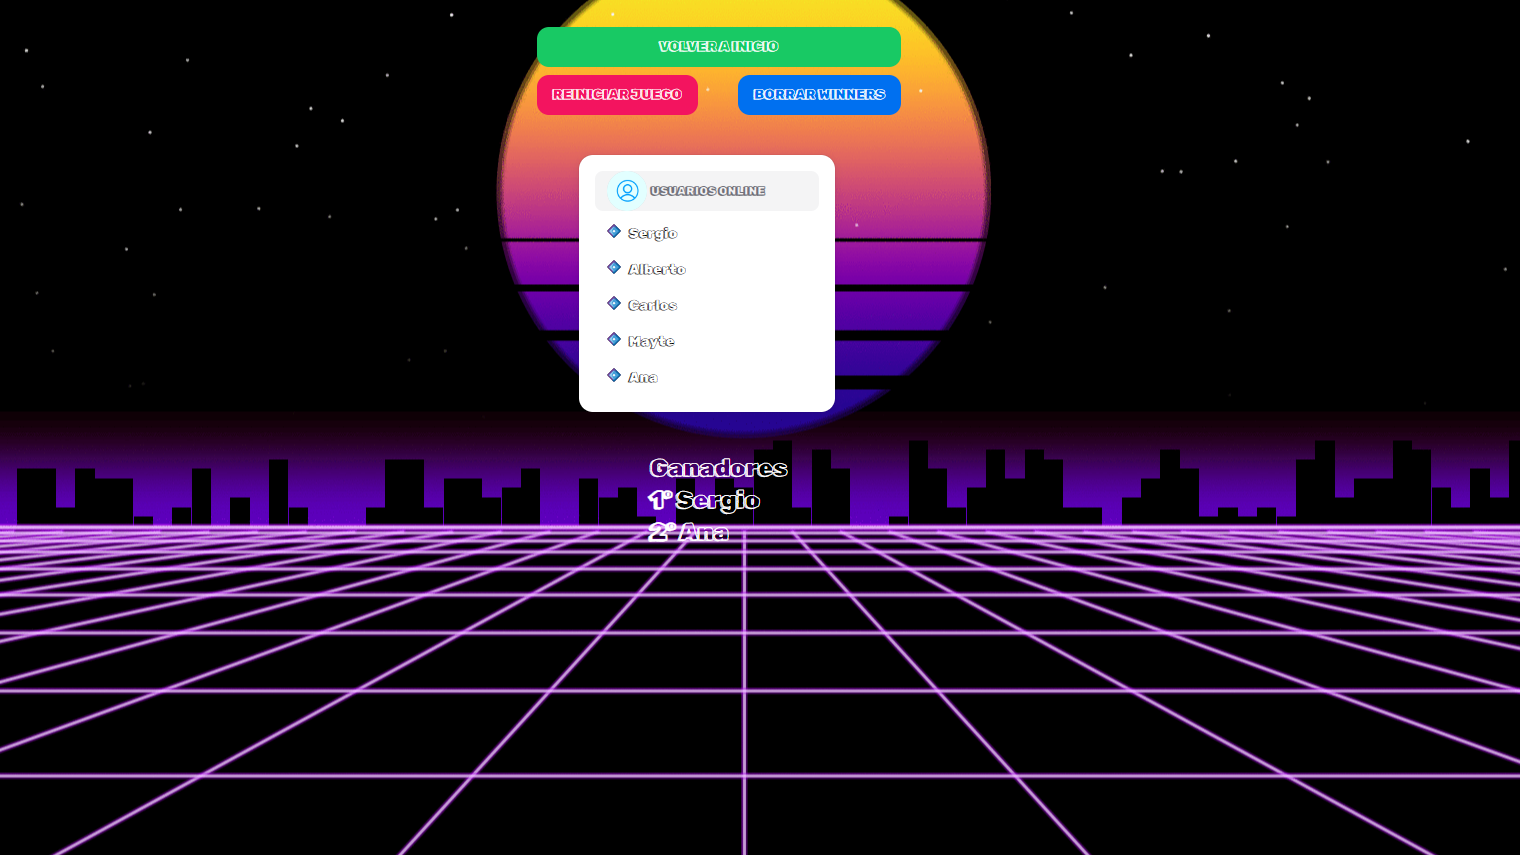 VOLVER A INICIO
REINICIAR JUEGO
BORRAR WINNERS
USUARIOS ONLINE
Sergio
Alberto
Carlos
Mayte
Ana
Ganadores
1º Sergio
2º Ana